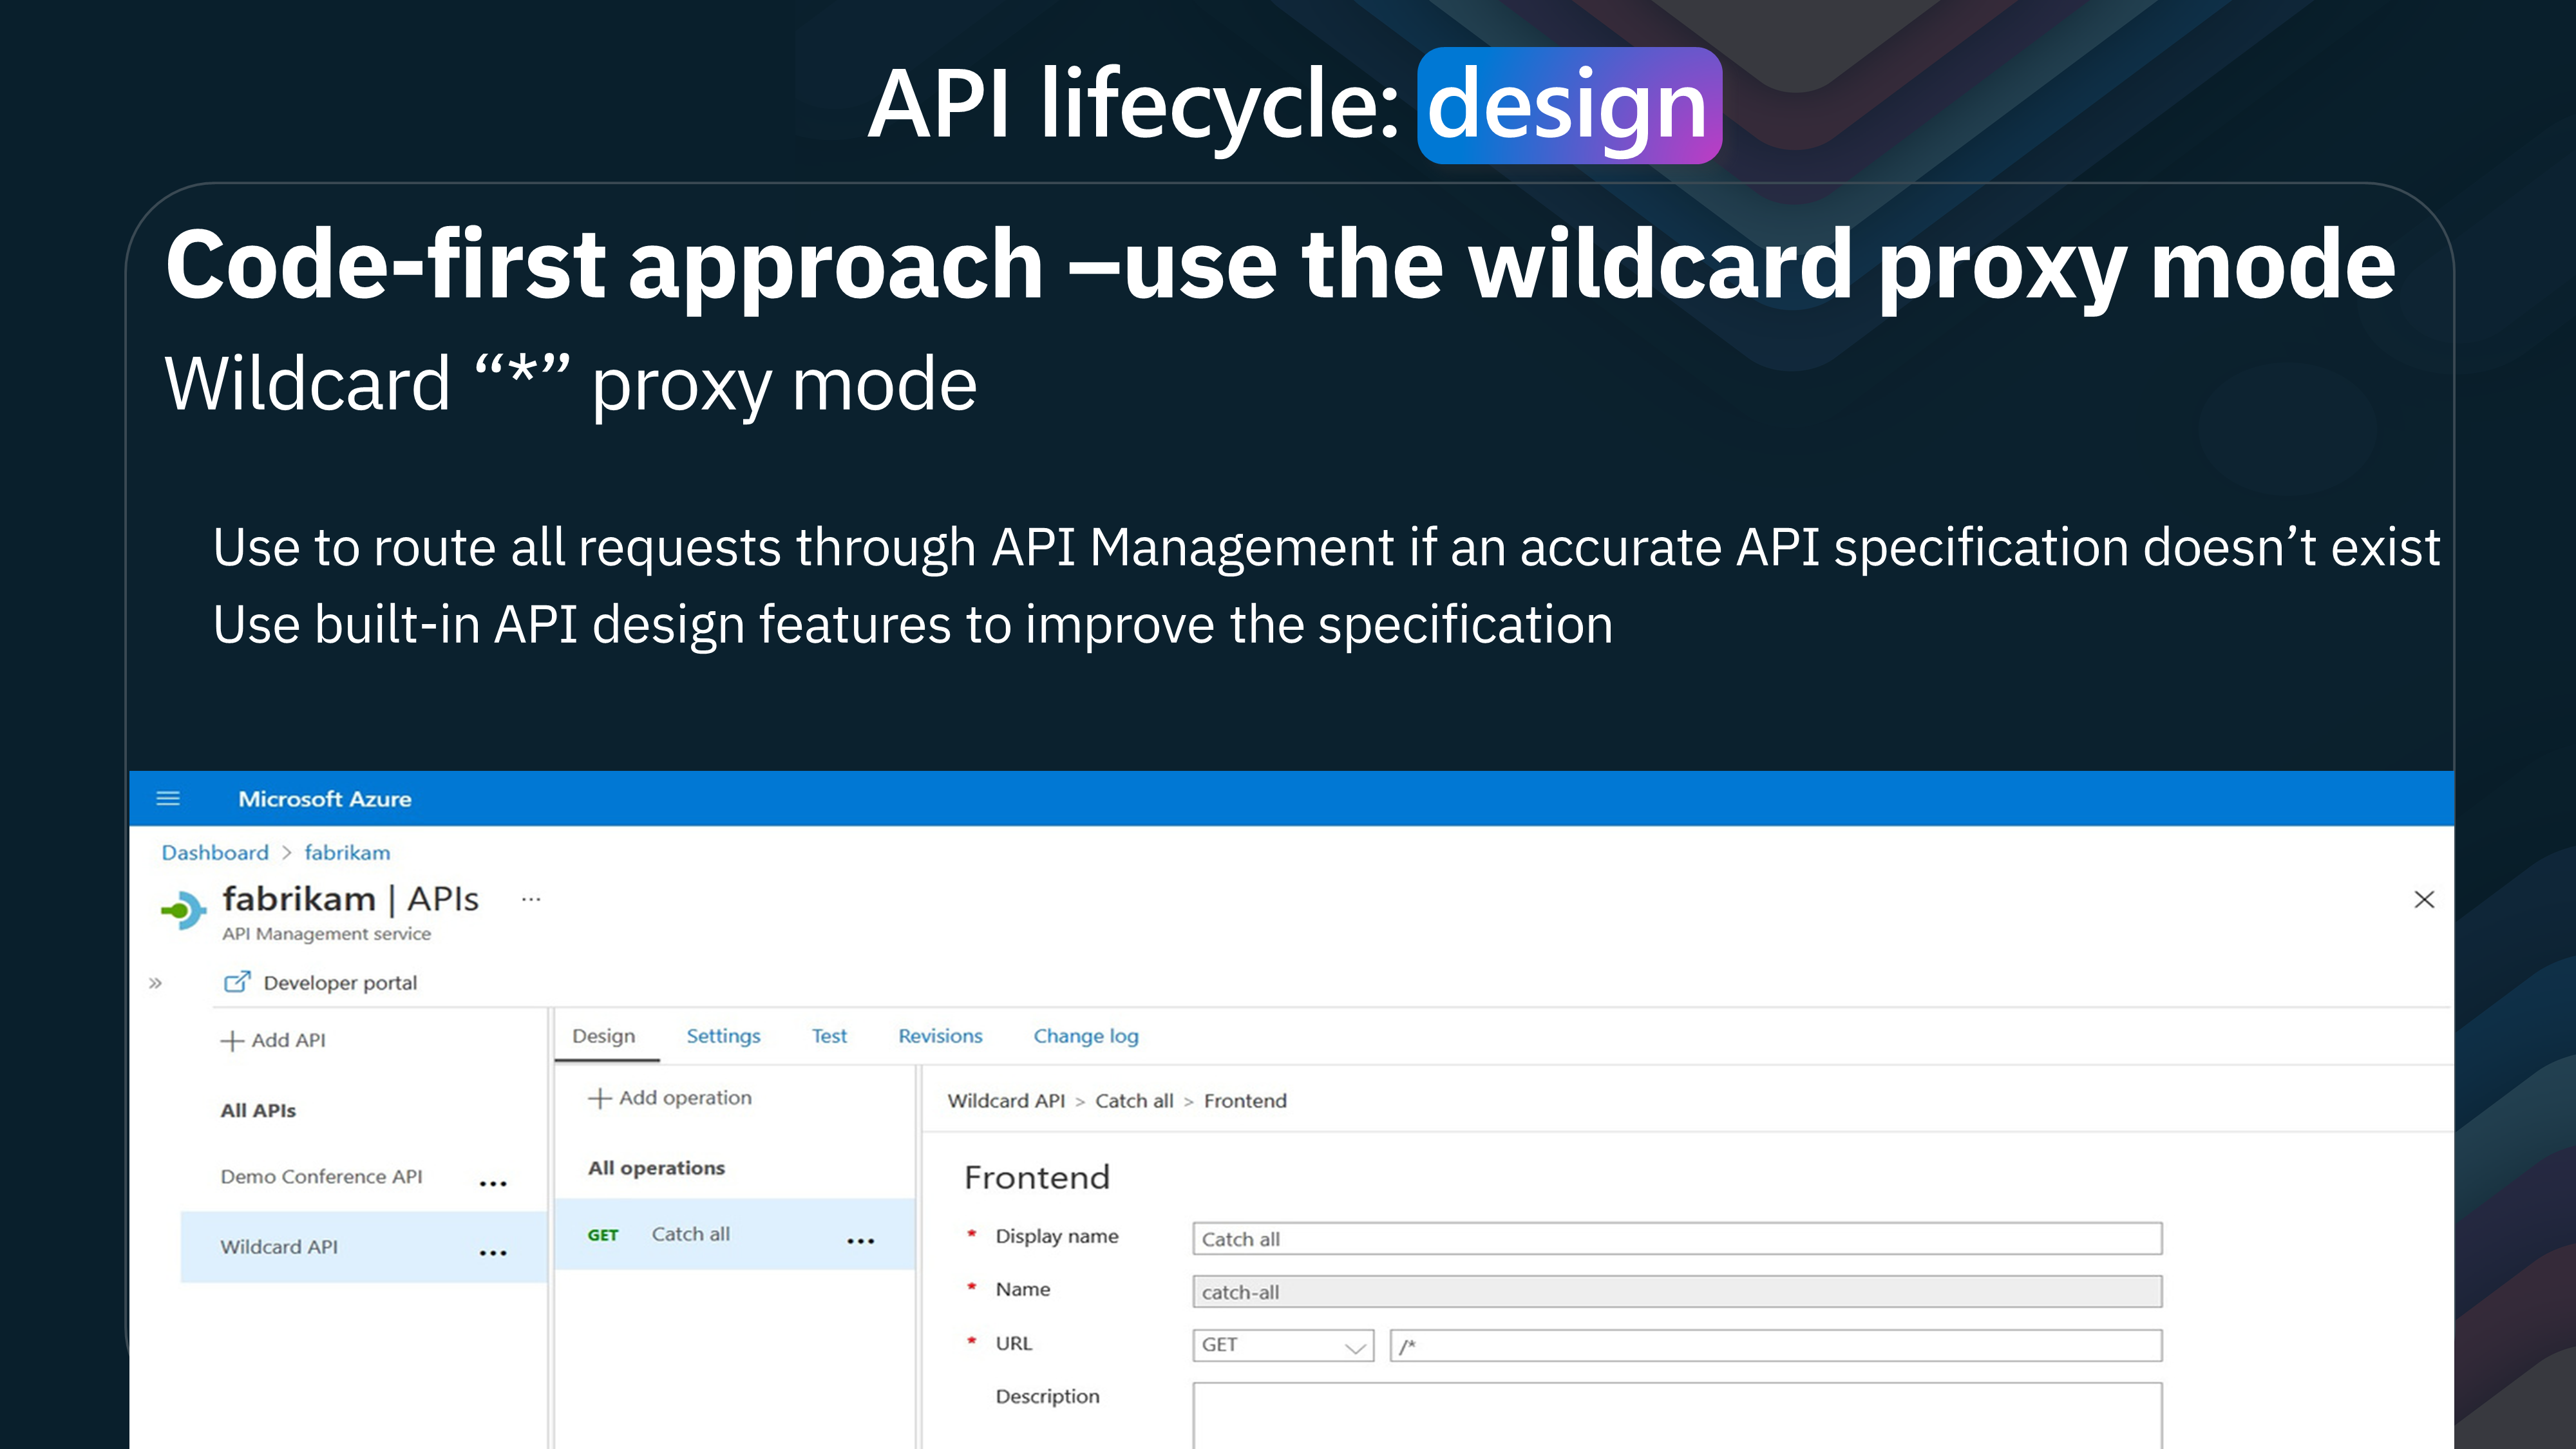 API lifecycle: design
Code-first approach –use the wildcard proxy mode
Wildcard “*” proxy mode
Use to route all requests through API Management if an accurate API specification doesn’t exist
Use built-in API design features to improve the specification
Microsoft Azure
Dashboard > fabrikam
fabrikam | APIs ...
API Management service
» Developer portal
+ Add API
All APIs
Demo Conference API ...
Wildcard API ...
Design Settings Test Revisions Change log
+ Add operation
All operations
GET Catch all ...
Wildcard API > Catch all > Frontend
Frontend
* Display name Catch all
* Name catch-all
* URL GET /*
Description